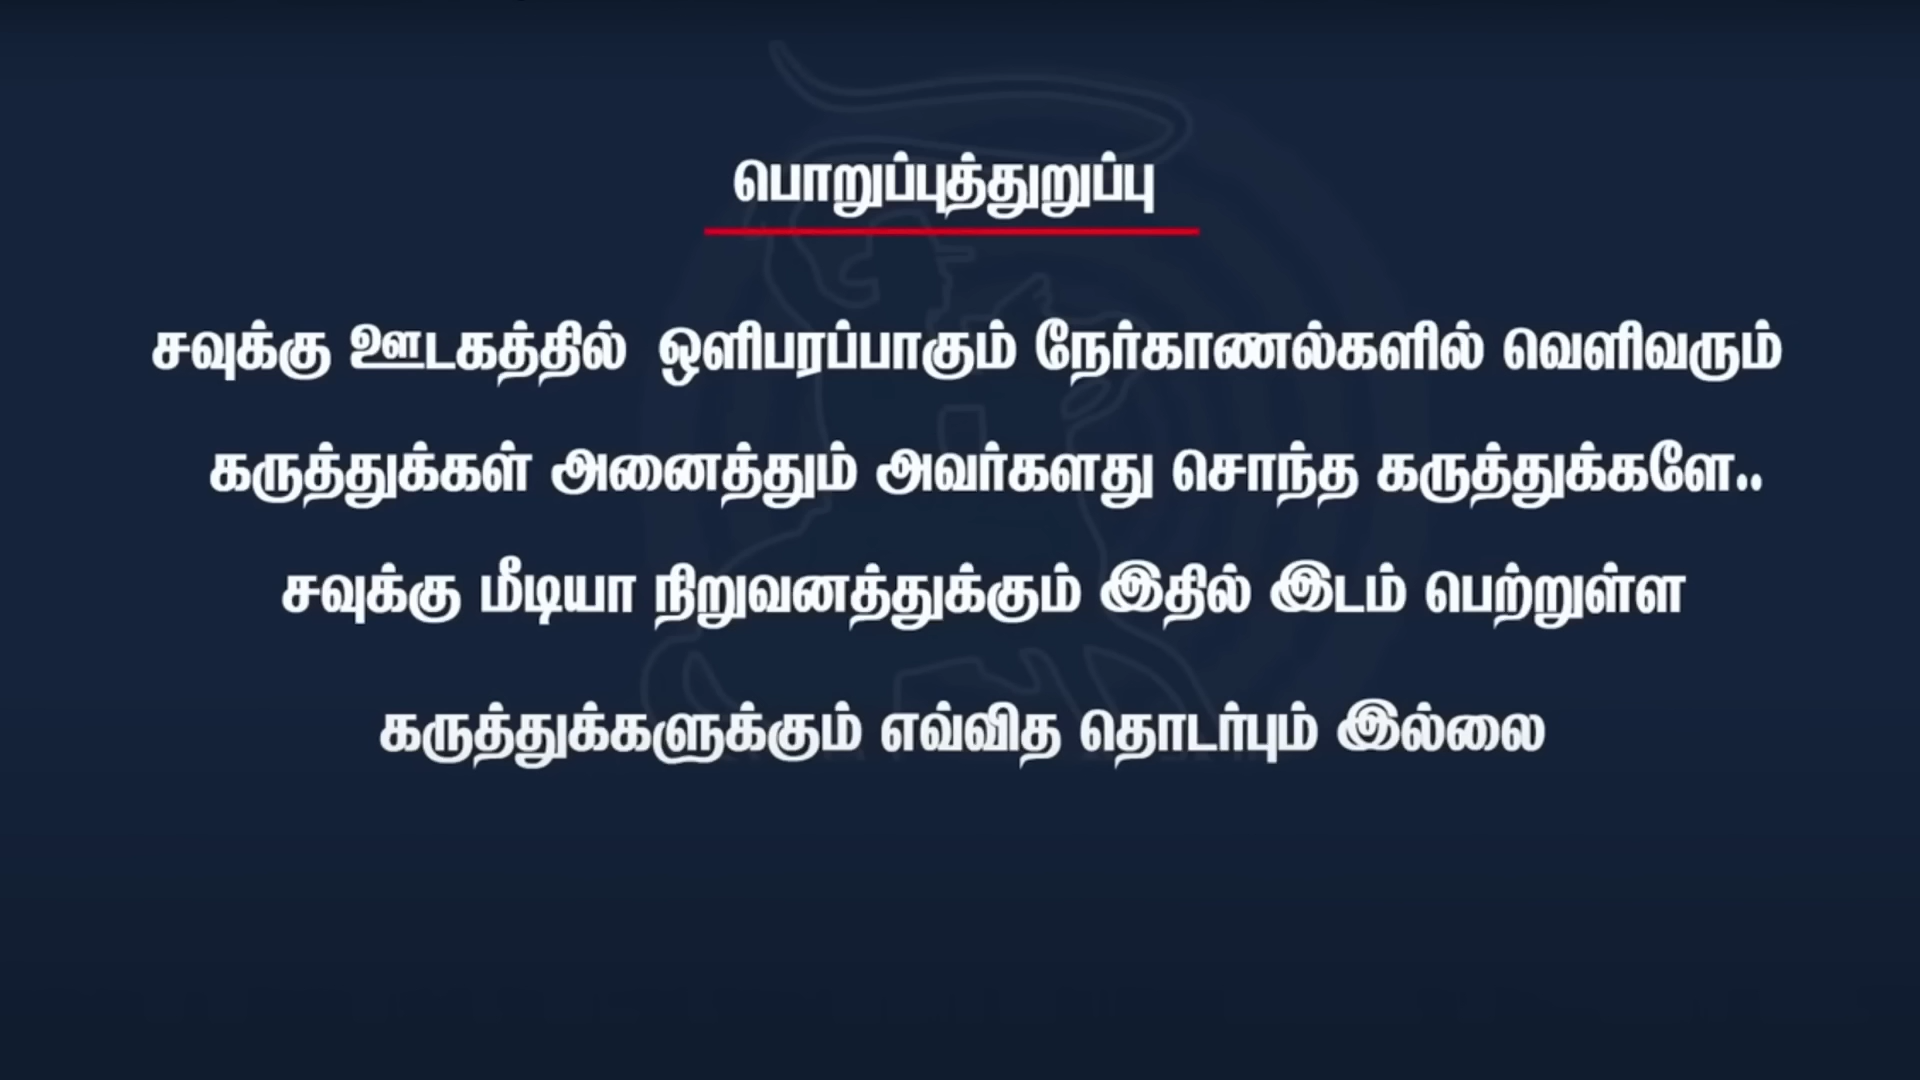 பொறுப்புத்துறுப்பு
சவுக்கு ஊடகத்தில் ஒளிபரப்பாகும் நேர்காணல்களில் வெளிவரும்
கருத்துக்கள் அனைத்தும் அவர்களது சொந்த கருத்துக்களே..
சவுக்கு மீடியா நிறுவனத்துக்கும் இதில் இடம் பெற்றுள்ள
கருத்துக்களுக்கும் எவ்வித தொடர்பும் இல்லை